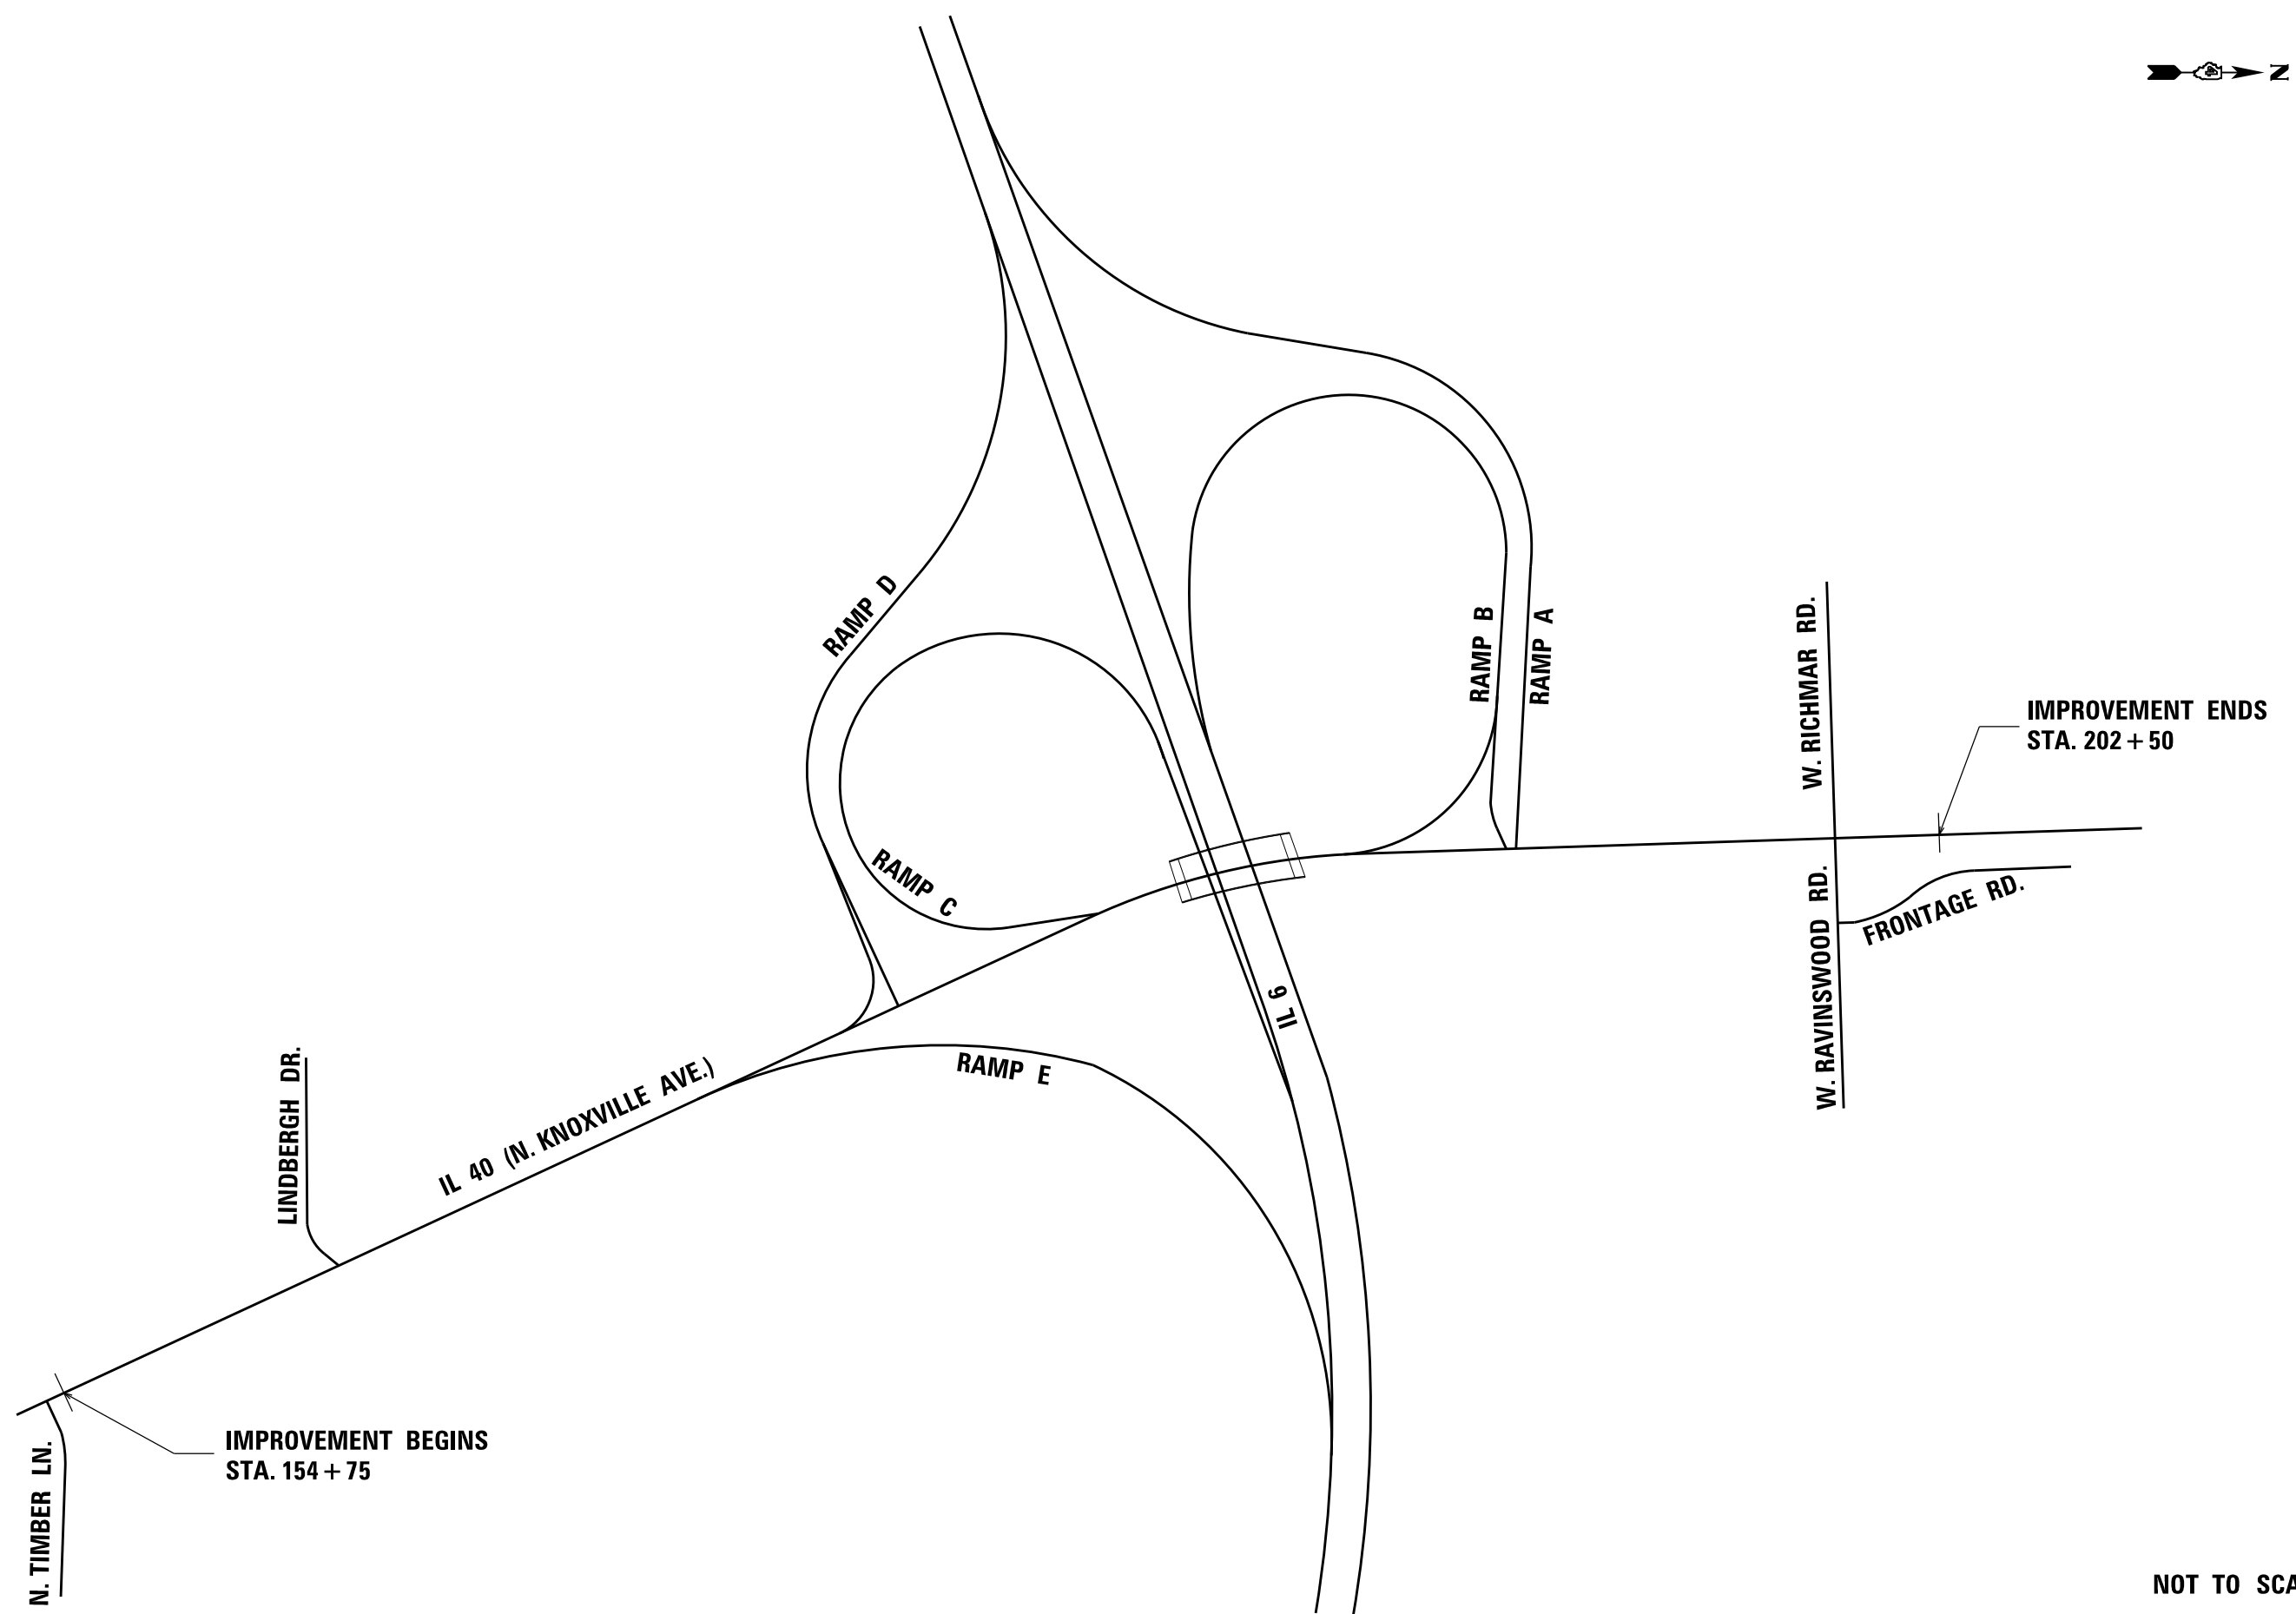 N
RAMP D
RAMP B
RAMP A
W. RICHMAR RD.
IMPROVEMENT ENDS
STA. 202+50
RAMP C
W. RAVINSWOOD RD.
FRONTAGE RD.
IL 6
LINDBERGH DR.
IL 40 (N. KNOXVILLE AVE.)
RAMP E
IMPROVEMENT BEGINS
STA. 154+75
N. TIMBER LN.
NOT TO SCA